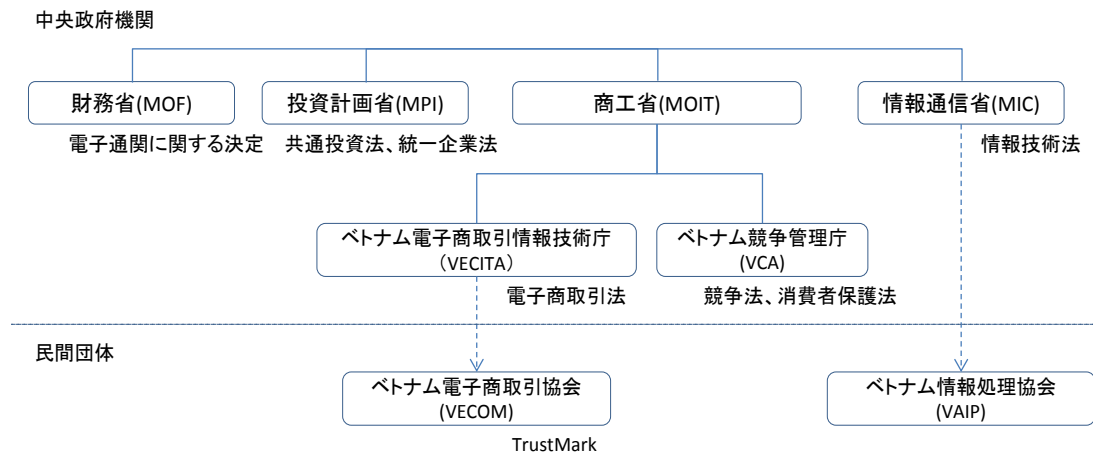 中央政府機関
財務省(MOF)
投資計画省(MPI)
商工省(MOIT)
情報通信省(MIC)
電子通関に関する決定
共通投資法、統一企業法
情報技術法
ベトナム電子商取引情報技術庁
（VECITA）
ベトナム競争管理庁
(VCA)
電子商取引法
競争法、消費者保護法
民間団体
ベトナム電子商取引協会
(VECOM)
ベトナム情報処理協会
(VAIP)
TrustMark